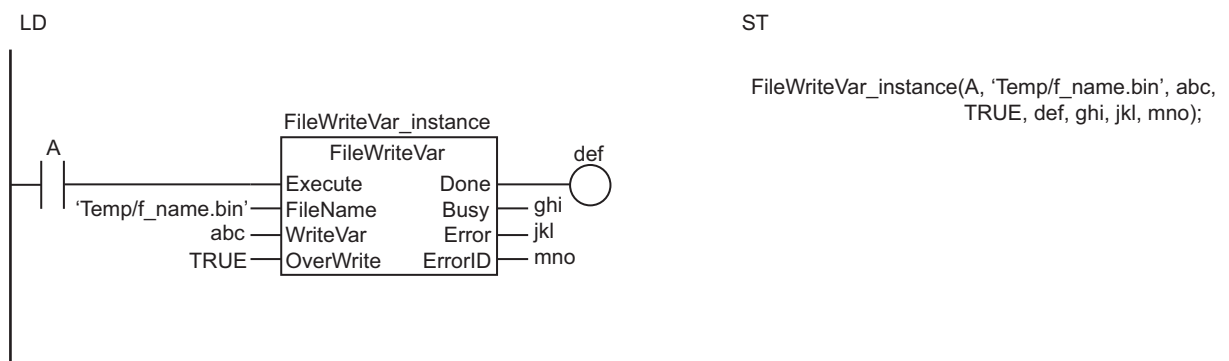 LD
ST
FileWriteVar_instance(A, ‘Temp/f_name.bin’, abc,
TRUE, def, ghi, jkl, mno);
FileWriteVar_instance
A
FileWriteVar
def
Execute Done
‘Temp/f_name.bin’ FileName Busy ghi
abc WriteVar Error jkl
TRUE OverWrite ErrorID mno